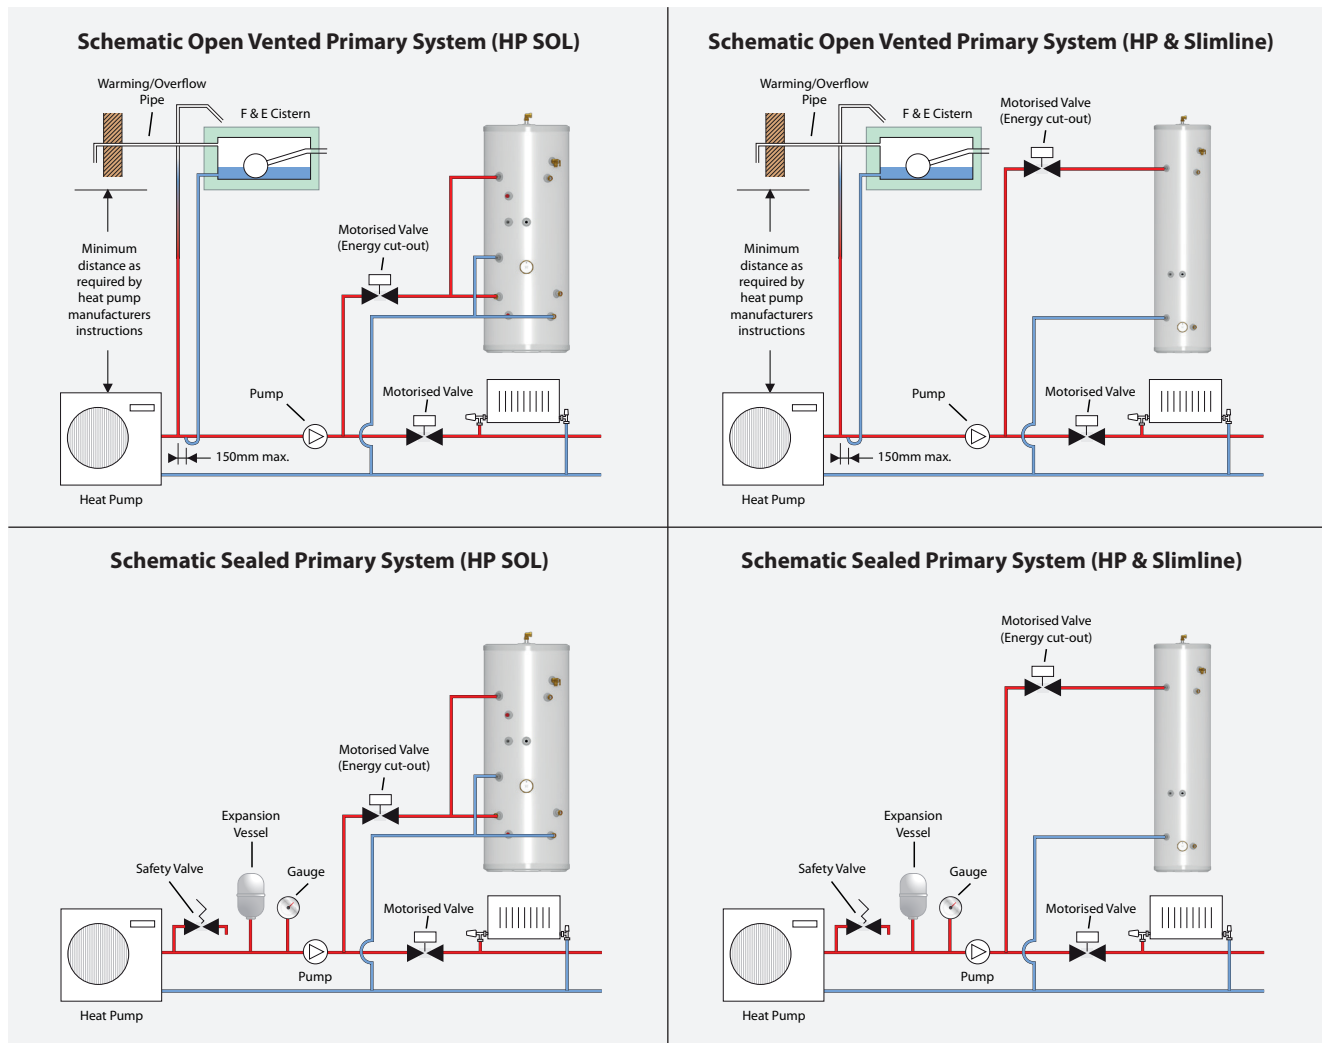 Schematic Open Vented Primary System (HP SOL)
Warming/Overflow
Pipe
F & E Cistern
Motorised Valve
(Energy cut-out)
Minimum
distance as
required by
heat pump
manufacturers
instructions
Pump
Motorised Valve
150mm max.
Heat Pump
Schematic Open Vented Primary System (HP & Slimline)
Warming/Overflow
Pipe
F & E Cistern
Motorised Valve
(Energy cut-out)
Minimum
distance as
required by
heat pump
manufacturers
instructions
Pump
Motorised Valve
150mm max.
Heat Pump
Schematic Sealed Primary System (HP SOL)
Motorised Valve
(Energy cut-out)
Expansion
Vessel
Safety Valve
Gauge
Motorised Valve
Pump
Heat Pump
Schematic Sealed Primary System (HP & Slimline)
Motorised Valve
(Energy cut-out)
Expansion
Vessel
Safety Valve
Gauge
Motorised Valve
Pump
Heat Pump